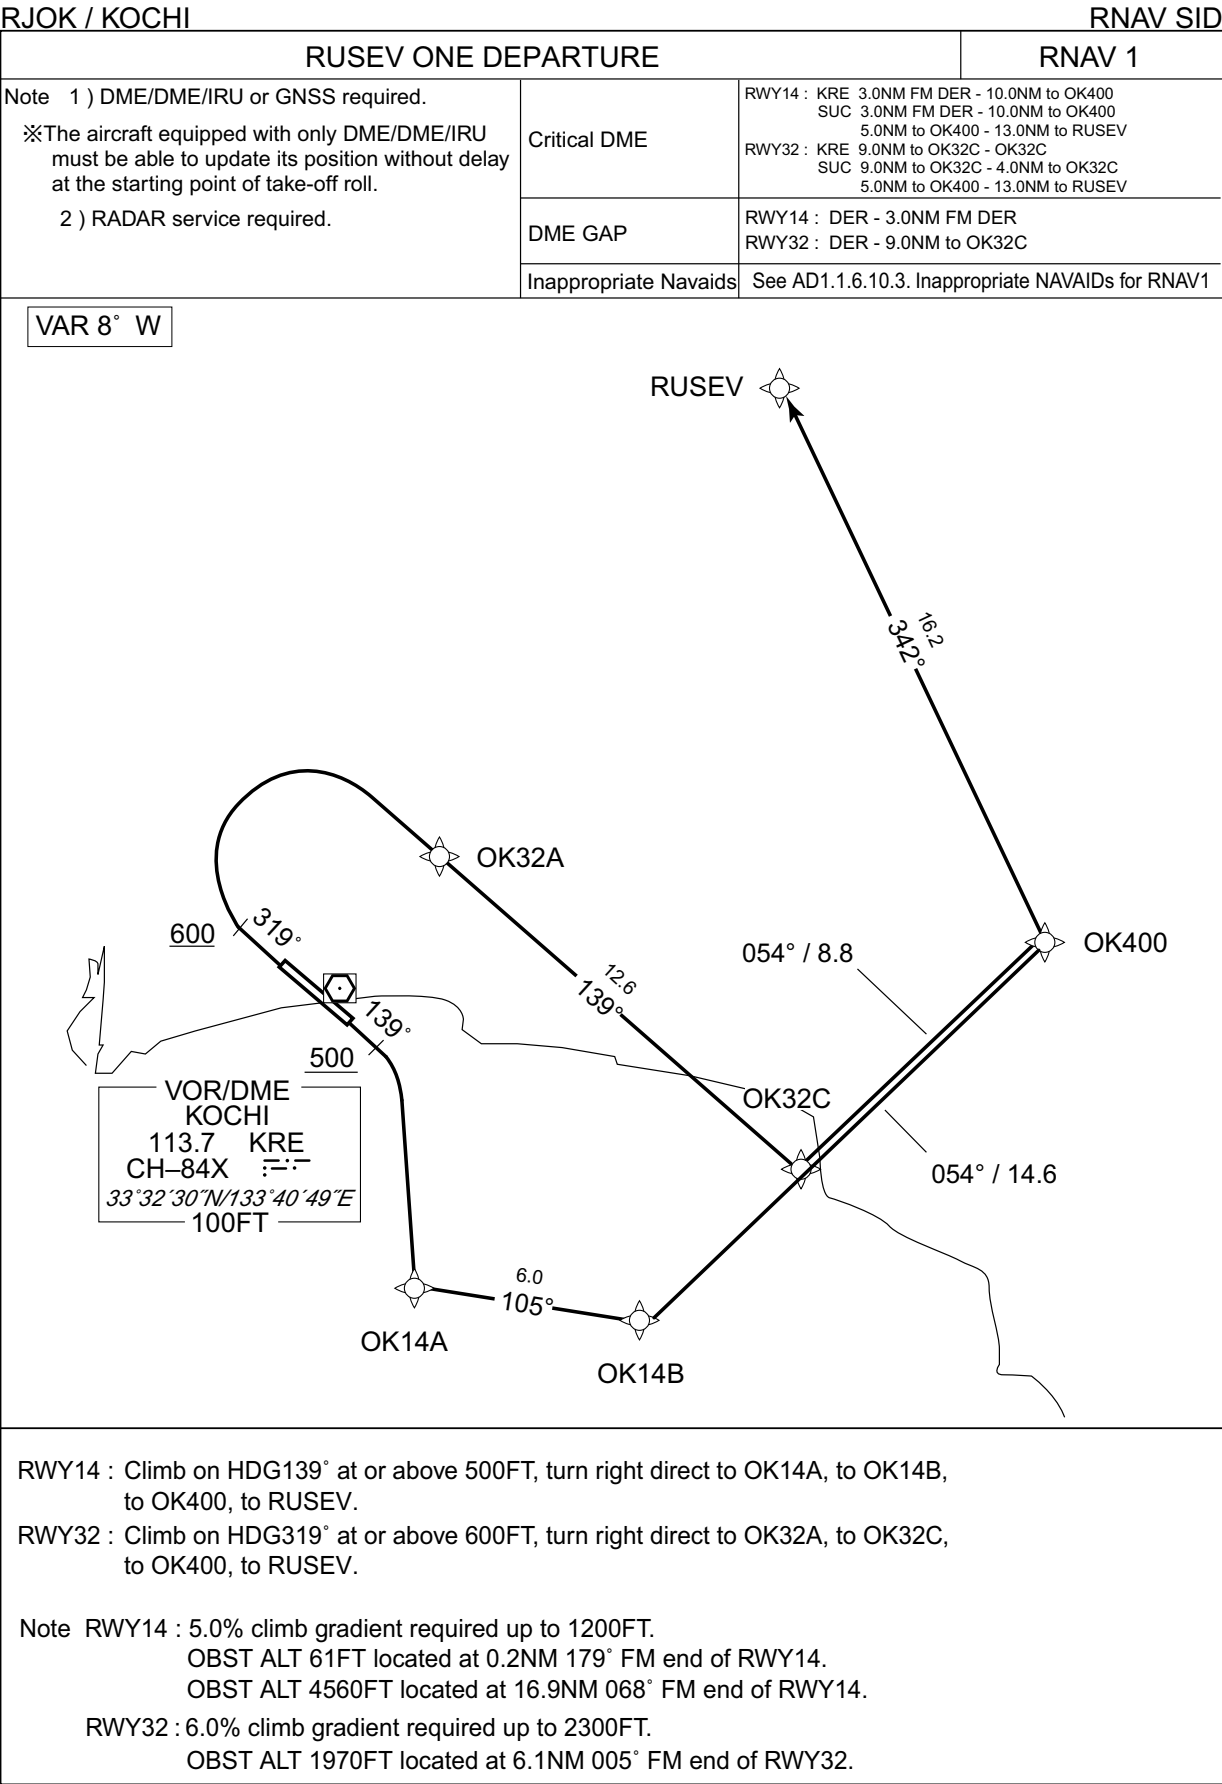 RJOK / KOCHI
RNAV SID
RUSEV ONE DEPARTURE
RNAV 1
Note 1 ) DME/DME/IRU or GNSS required.
※The aircraft equipped with only DME/DME/IRU
must be able to update its position without delay
at the starting point of take-off roll.
2 ) RADAR service required.
Critical DME
RWY14 : KRE 3.0NM FM DER - 10.0NM to OK400
SUC 3.0NM FM DER - 10.0NM to OK400
5.0NM to OK400 - 13.0NM to RUSEV
RWY32 : KRE 9.0NM to OK32C - OK32C
SUC 9.0NM to OK32C - 4.0NM to OK32C
5.0NM to OK400 - 13.0NM to RUSEV
DME GAP
RWY14 : DER - 3.0NM FM DER
RWY32 : DER - 9.0NM to OK32C
Inappropriate Navaids
See AD1.1.6.10.3. Inappropriate NAVAIDs for RNAV1
VAR 8° W
RUSEV
16.2
342°
OK32A
600
319°
054° / 8.8
OK400
12.6
139°
139°
500
OK32C
VOR/DME
KOCHI
113.7 KRE
CH–84X
33°32´30˝N/133°40´49˝E
100FT
054° / 14.6
6.0
105°
OK14A
OK14B
RWY14 : Climb on HDG139° at or above 500FT, turn right direct to OK14A, to OK14B,
to OK400, to RUSEV.
RWY32 : Climb on HDG319° at or above 600FT, turn right direct to OK32A, to OK32C,
to OK400, to RUSEV.
Note RWY14 : 5.0% climb gradient required up to 1200FT.
OBST ALT 61FT located at 0.2NM 179° FM end of RWY14.
OBST ALT 4560FT located at 16.9NM 068° FM end of RWY14.
RWY32 : 6.0% climb gradient required up to 2300FT.
OBST ALT 1970FT located at 6.1NM 005° FM end of RWY32.